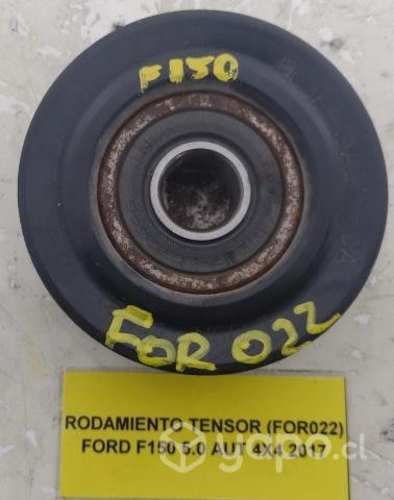 F150
FOR 022
RODAMIENTO TENSOR (FOR022)
FORD F150 5.0 AUT 4X4 2017
yapo.cl